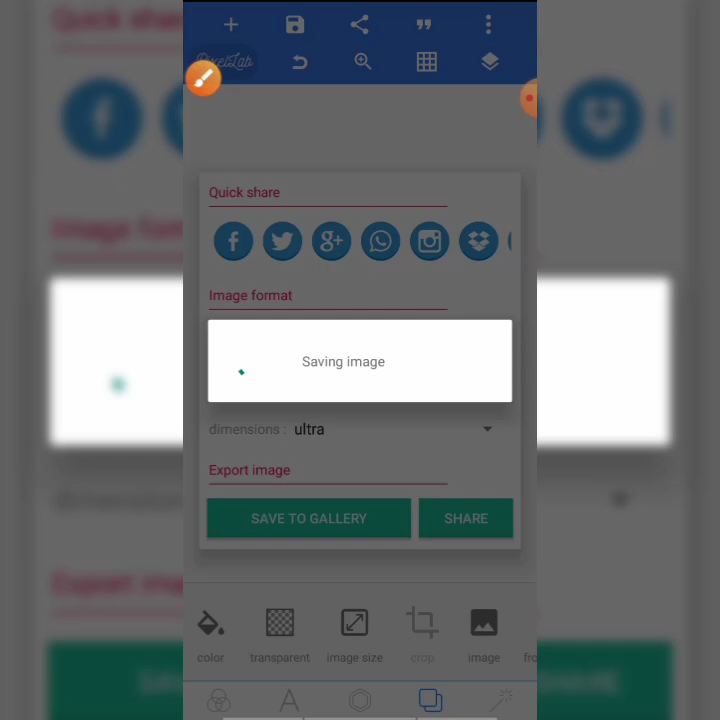 PixelLab
Quick share
Image format
Saving image
dimensions : ultra
Export image
SAVE TO GALLERY
SHARE
color
transparent
image size
crop
image